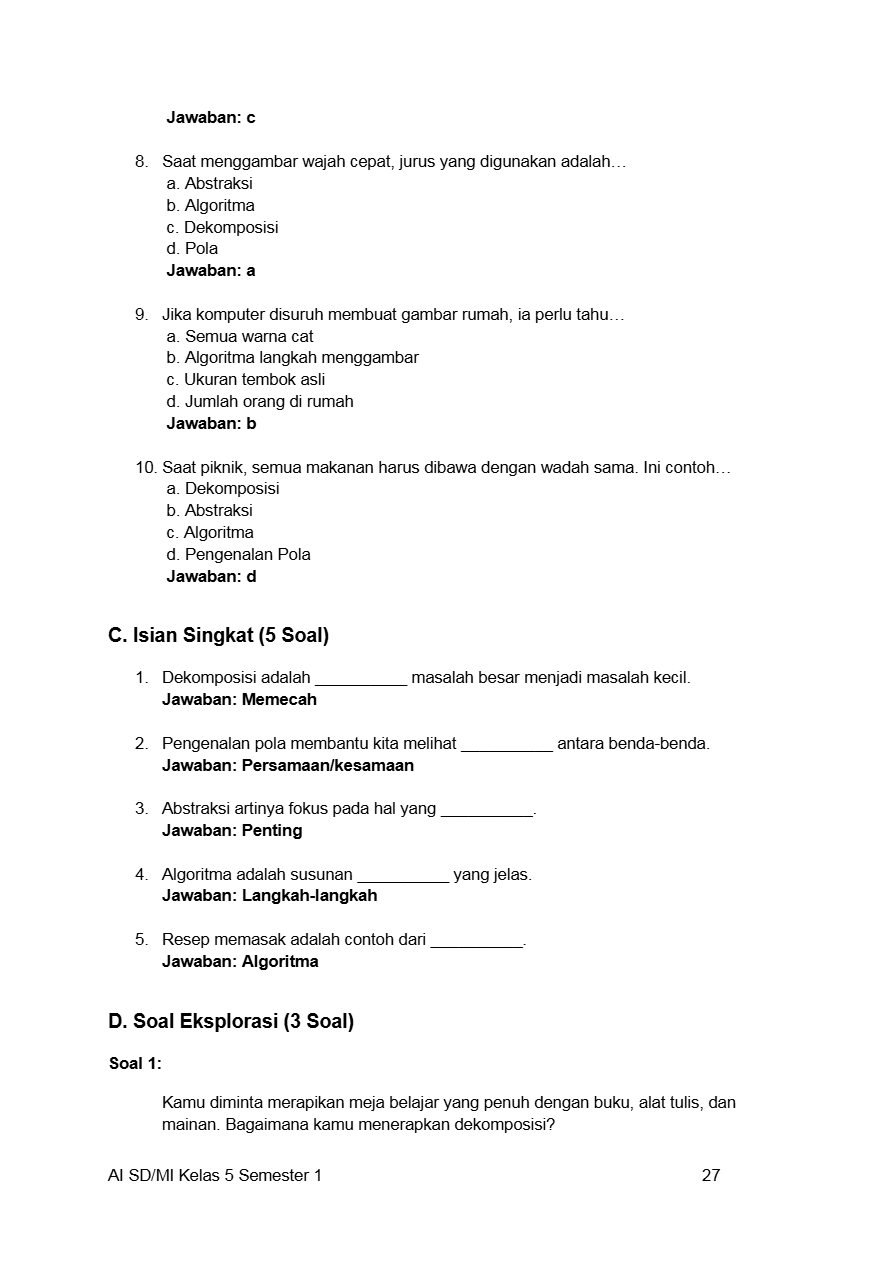 Jawaban: c
8. Saat menggambar wajah cepat, jurus yang digunakan adalah…
a. Abstraksi
b. Algoritma
c. Dekomposisi
d. Pola
Jawaban: a
9. Jika komputer disuruh membuat gambar rumah, ia perlu tahu…
a. Semua warna cat
b. Algoritma langkah menggambar
c. Ukuran tembok asli
d. Jumlah orang di rumah
Jawaban: b
10. Saat piknik, semua makanan harus dibawa dengan wadah sama. Ini contoh…
a. Dekomposisi
b. Abstraksi
c. Algoritma
d. Pengenalan Pola
Jawaban: d
C. Isian Singkat (5 Soal)
1. Dekomposisi adalah __________ masalah besar menjadi masalah kecil.
Jawaban: Memecah
2. Pengenalan pola membantu kita melihat __________ antara benda-benda.
Jawaban: Persamaan/kesamaan
3. Abstraksi artinya fokus pada hal yang __________.
Jawaban: Penting
4. Algoritma adalah susunan __________ yang jelas.
Jawaban: Langkah-langkah
5. Resep memasak adalah contoh dari __________.
Jawaban: Algoritma
D. Soal Eksplorasi (3 Soal)
Soal 1:
Kamu diminta merapikan meja belajar yang penuh dengan buku, alat tulis, dan
mainan. Bagaimana kamu menerapkan dekomposisi?
AI SD/MI Kelas 5 Semester 1 27